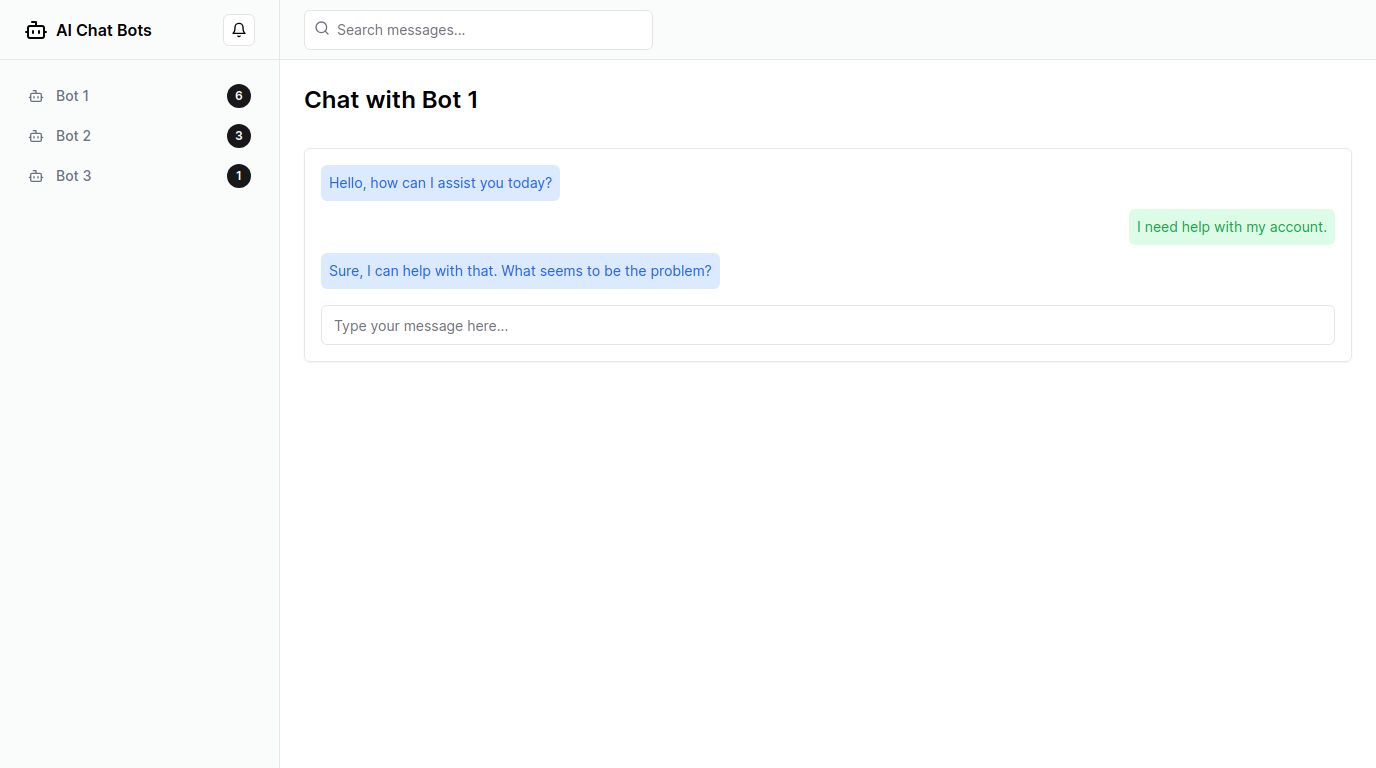 AI Chat Bots
Search messages...
Bot 1 6
Bot 2 3
Bot 3 1
Chat with Bot 1
Hello, how can I assist you today?
I need help with my account.
Sure, I can help with that. What seems to be the problem?
Type your message here...